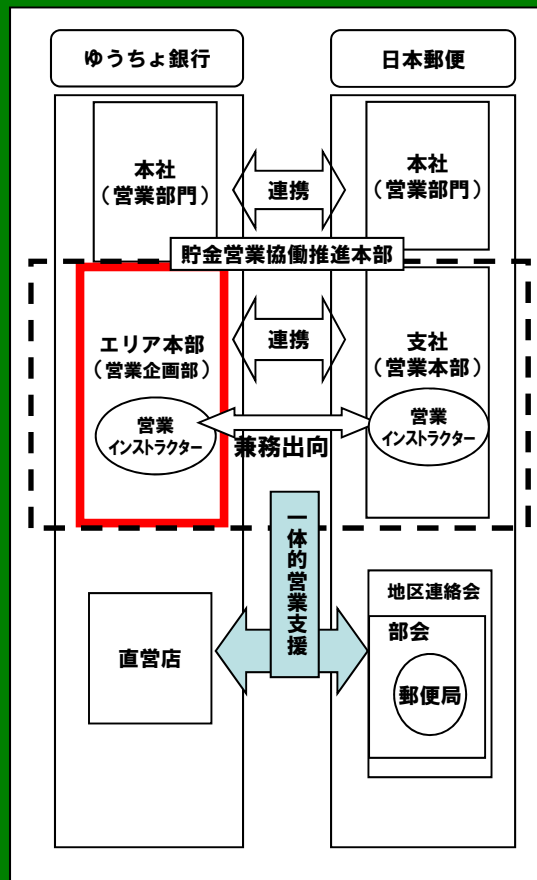 ゆうちょ銀行
日本郵便
本社
（営業部門）
連携
本社
（営業部門）
貯金営業協働推進本部
エリア本部
（営業企画部）
連携
支社
（営業本部）
営業
インストラクター
兼務出向
営業
インストラクター
一体的営業支援
直営店
地区連絡会
部会
郵便局